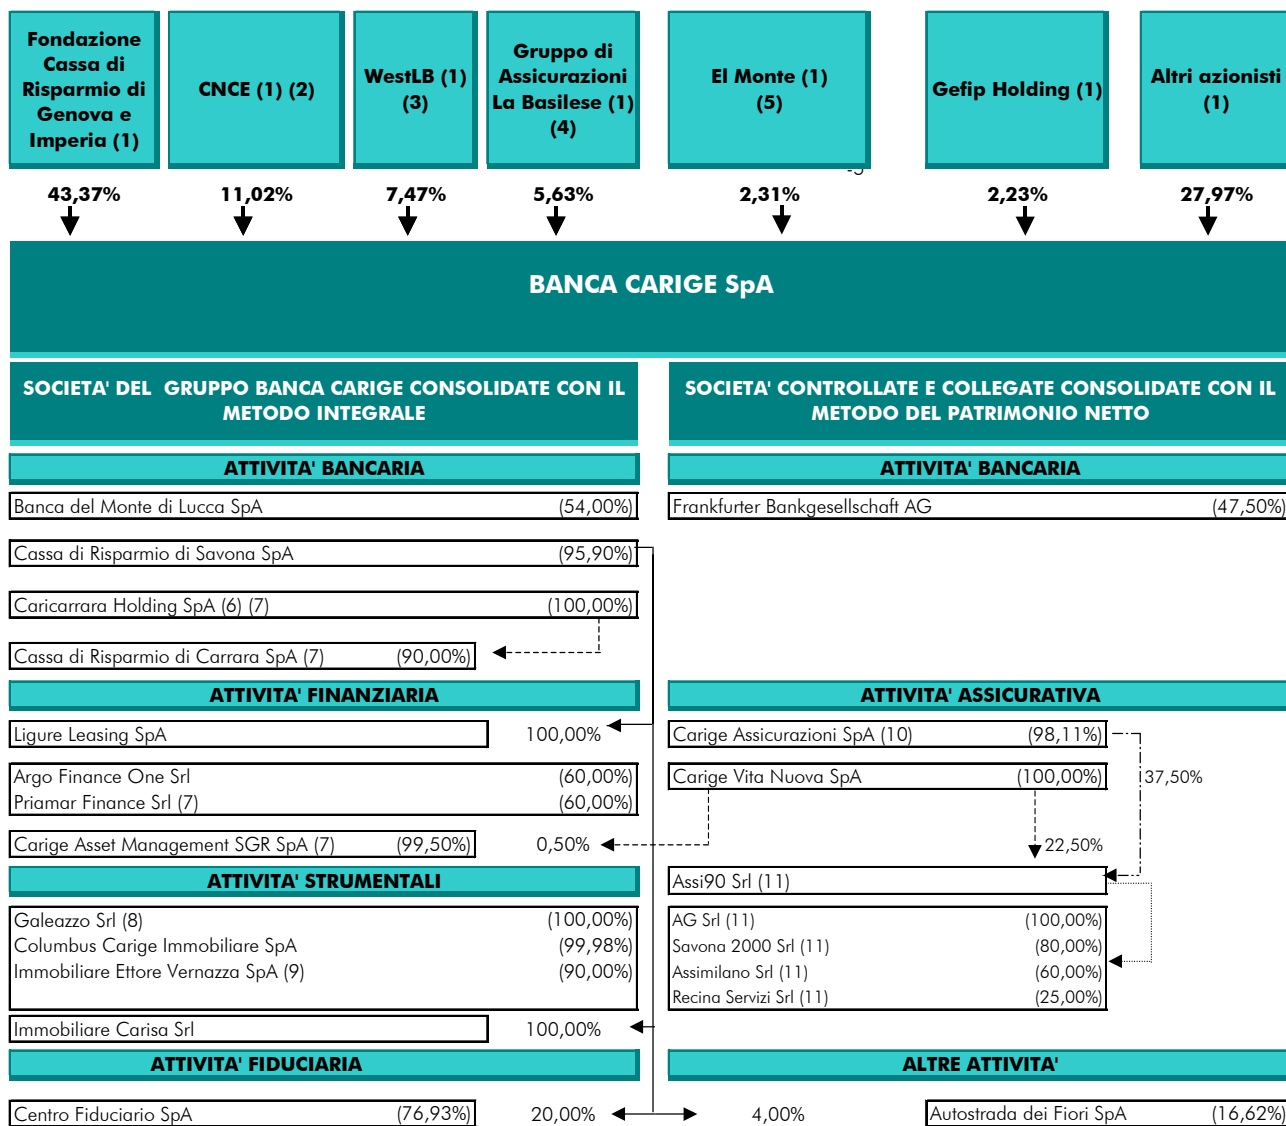 Fondazione
Cassa di
Risparmio di
Genova e
Imperia (1)
CNCE (1) (2)
WestLB (1)
(3)
Gruppo di
Assicurazioni
La Basilese (1)
(4)
El Monte (1)
(5)
Gefip Holding (1)
Altri azionisti
(1)
43,37%
11,02%
7,47%
5,63%
2,31%
2,23%
27,97%
BANCA CARIGE SpA
SOCIETA' DEL GRUPPO BANCA CARIGE CONSOLIDATE CON IL
METODO INTEGRALE
SOCIETA' CONTROLLATE E COLLEGATE CONSOLIDATE CON IL
METODO DEL PATRIMONIO NETTO
ATTIVITA' BANCARIA
ATTIVITA' BANCARIA
Banca del Monte di Lucca SpA (54,00%)
Frankfurter Bankgesellschaft AG (47,50%)
Cassa di Risparmio di Savona SpA (95,90%)
Caricarrara Holding SpA (6) (7) (100,00%)
Cassa di Risparmio di Carrara SpA (7) (90,00%)
ATTIVITA' FINANZIARIA
ATTIVITA' ASSICURATIVA
Ligure Leasing SpA 100,00%
Carige Assicurazioni SpA (10) (98,11%)
Argo Finance One Srl (60,00%)
Priamar Finance Srl (7) (60,00%)
Carige Vita Nuova SpA (100,00%)
37,50%
Carige Asset Management SGR SpA (7) (99,50%) 0,50%
22,50%
ATTIVITA' STRUMENTALI
Assi90 Srl (11)
Galeazzo Srl (8) (100,00%)
Columbus Carige Immobiliare SpA (99,98%)
Immobiliare Ettore Vernazza SpA (9) (90,00%)
AG Srl (11) (100,00%)
Savona 2000 Srl (11) (80,00%)
Assimilano Srl (11) (60,00%)
Recina Servizi Srl (11) (25,00%)
Immobiliare Carisa Srl 100,00%
ATTIVITA' FIDUCIARIA
ALTRE ATTIVITA'
Centro Fiduciario SpA (76,93%) 20,00%
4,00% Autostrada dei Fiori SpA (16,62%)